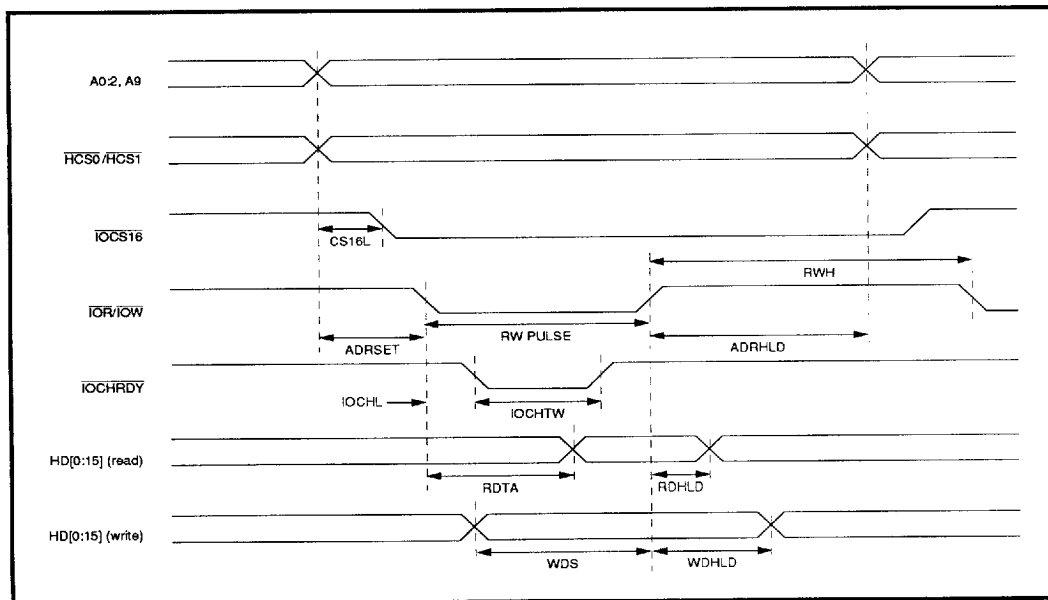 A0:2, A9
HCS0/HCS1
IOCS16
CS16L
RWH
IOR/IOW
RW PULSE
ADRSET
ADRHLD
IOCHRDY
IOCHL
IOCHTW
HD[0:15] (read)
RDTA
RDHLD
HD[0:15] (write)
WDS
WDHLD